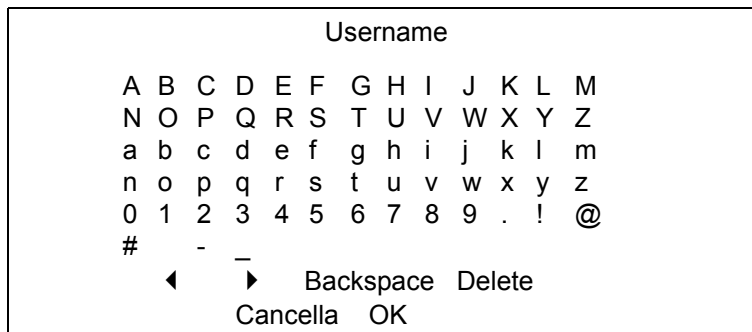 Username
A B C D E F G H I J K L M
N O P Q R S T U V W X Y Z
a b c d e f g h i j k l m
n o p q r s t u v w x y z
0 1 2 3 4 5 6 7 8 9 . ! @
# - _
Backspace Delete
Cancella OK